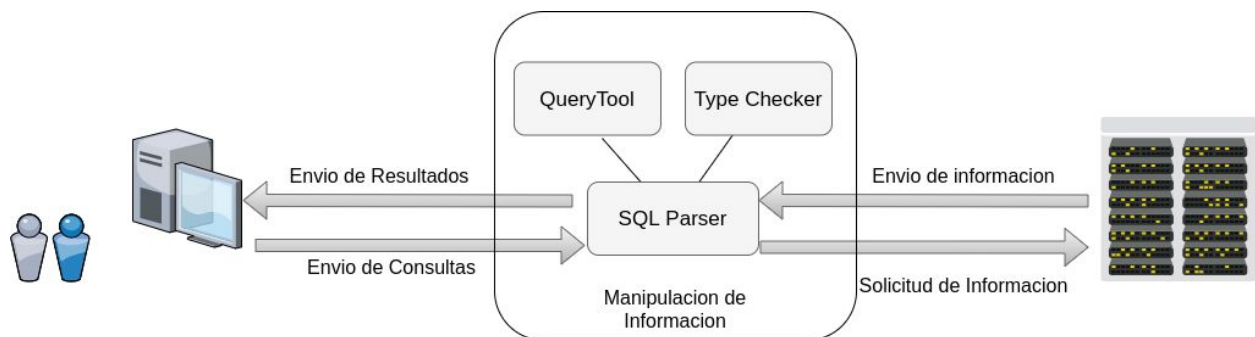 QueryTool
Type Checker
Envio de Resultados
Envio de informacion
SQL Parser
Envio de Consultas
Solicitud de Informacion
Manipulacion de
Informacion